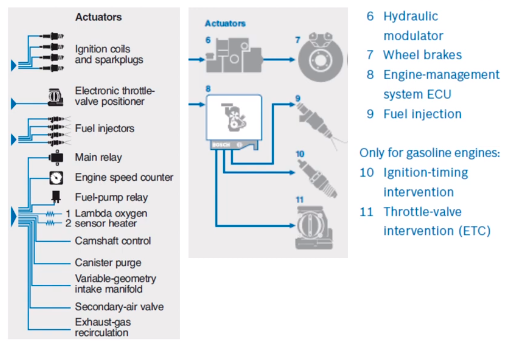 Actuators
Ignition coils
and sparkplugs
Electronic throttle-
valve positioner
Fuel injectors
Main relay
Engine speed counter
Fuel-pump relay
1 Lambda oxygen
2 sensor heater
Camshaft control
Canister purge
Variable-geometry
intake manifold
Secondary-air valve
Exhaust-gas
recirculation
Actuators
6
7
8
BOSCH
9
10
11
6 Hydraulic
modulator
7 Wheel brakes
8 Engine-management
system ECU
9 Fuel injection
Only for gasoline engines:
10 Ignition-timing
intervention
11 Throttle-valve
intervention (ETC)